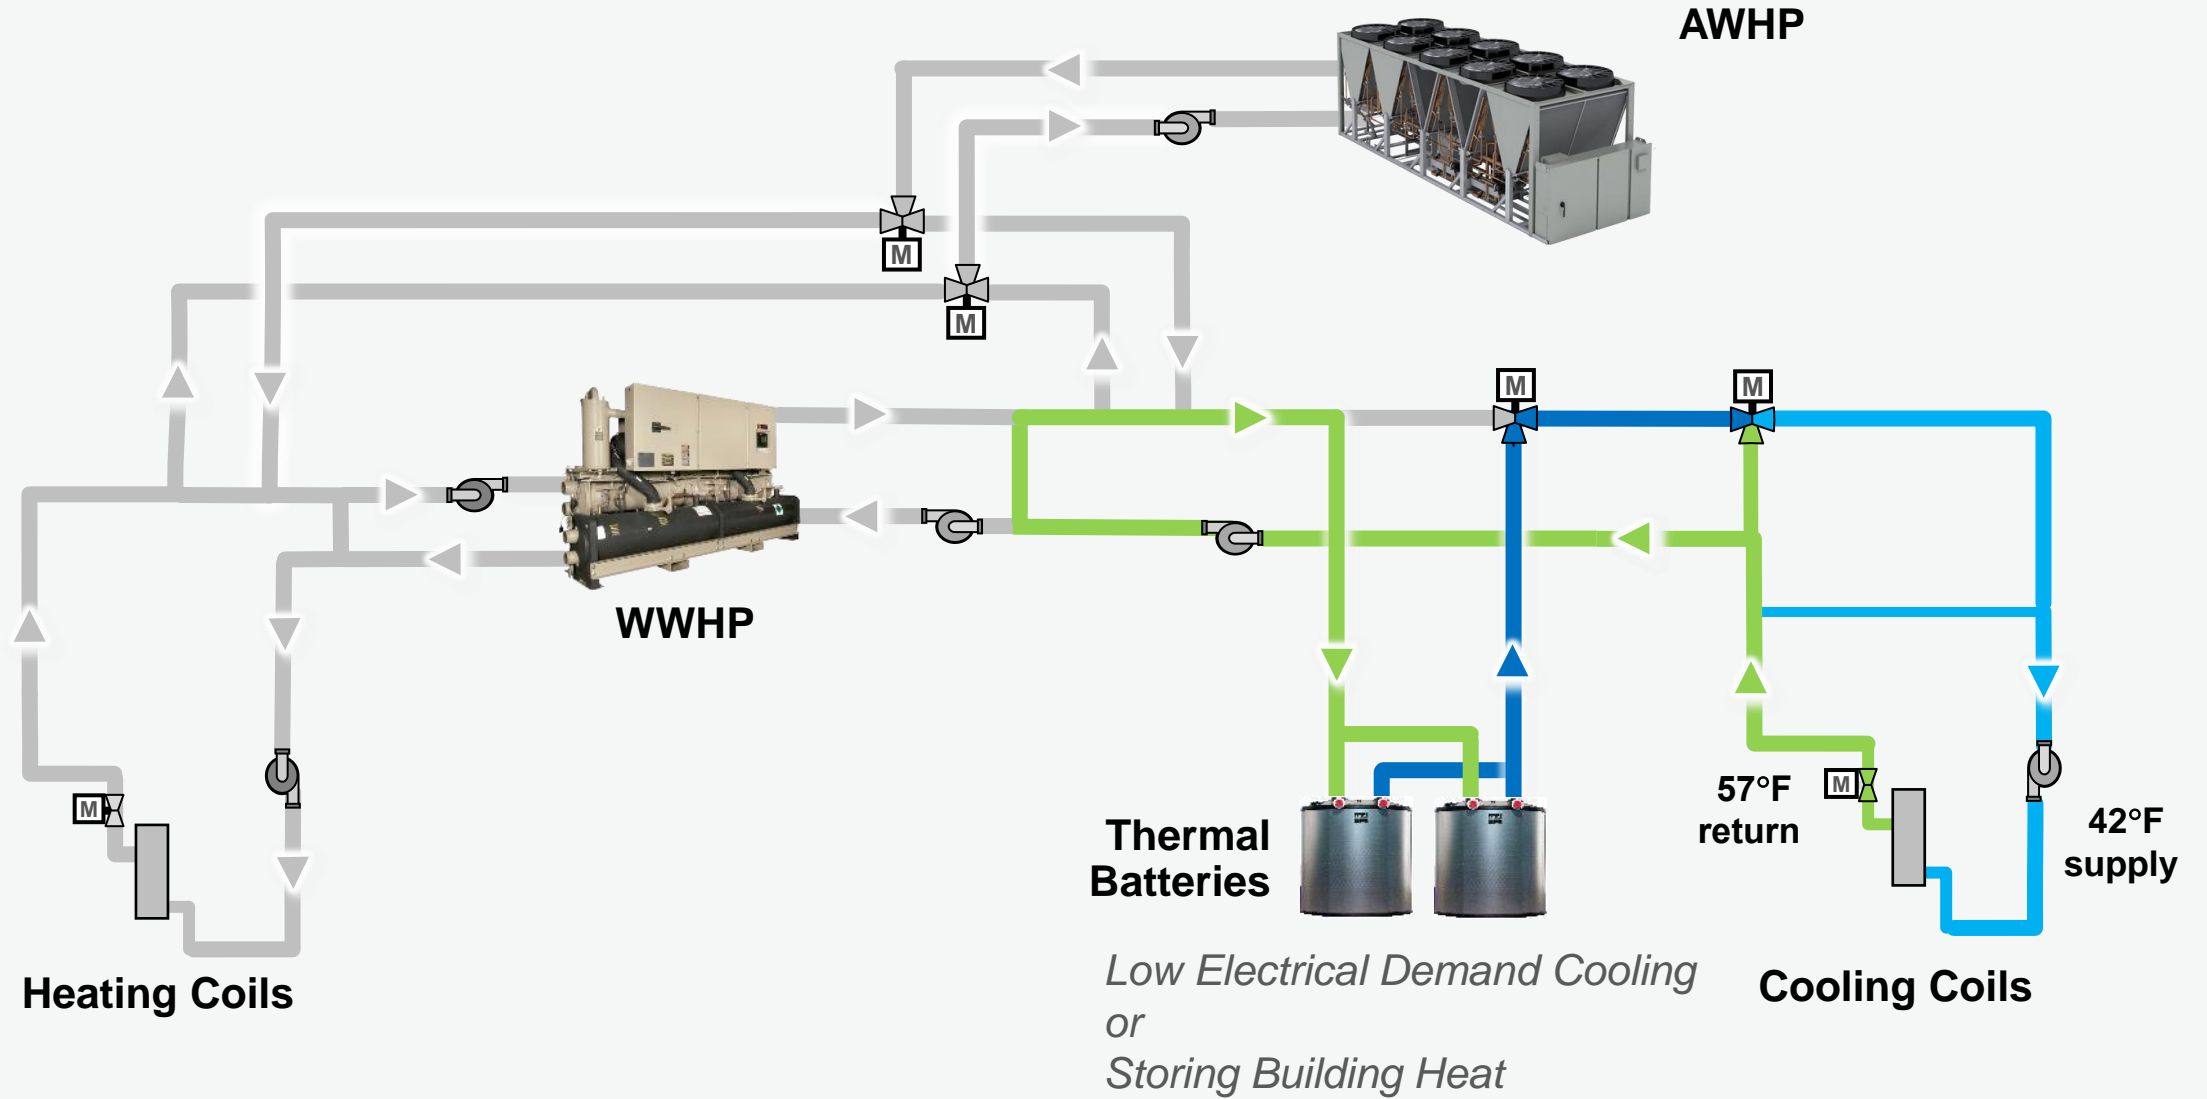 AWHP
M
M
M
M
WWHP
M
M
57°F
return
42°F
supply
Thermal
Batteries
Heating Coils
Cooling Coils
Low Electrical Demand Cooling
or
Storing Building Heat